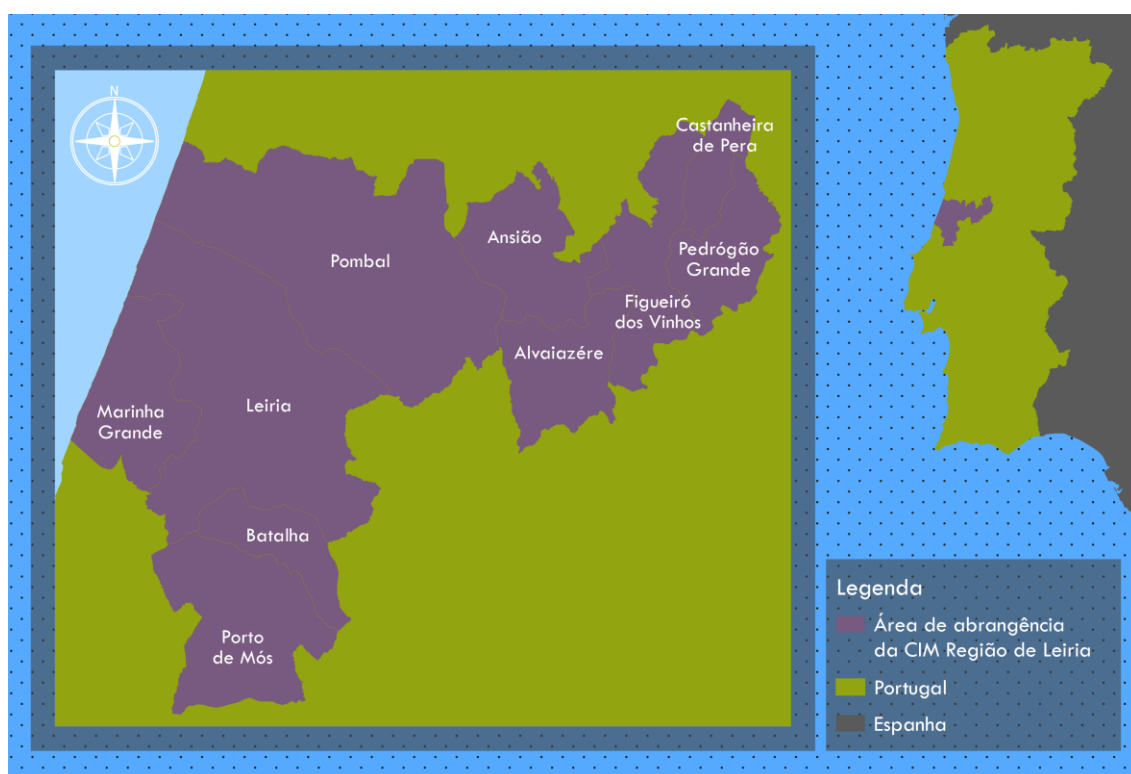 N
Castanheira
de Pera
Ansião
Pombal
Pedrógão
Grande
Figueiró
dos Vinhos
Alvaiazére
Leiria
Marinha
Grande
Batalha
Porto
de Mós
Legenda
Área de abrangência
da CIM Região de Leiria
Portugal
Espanha